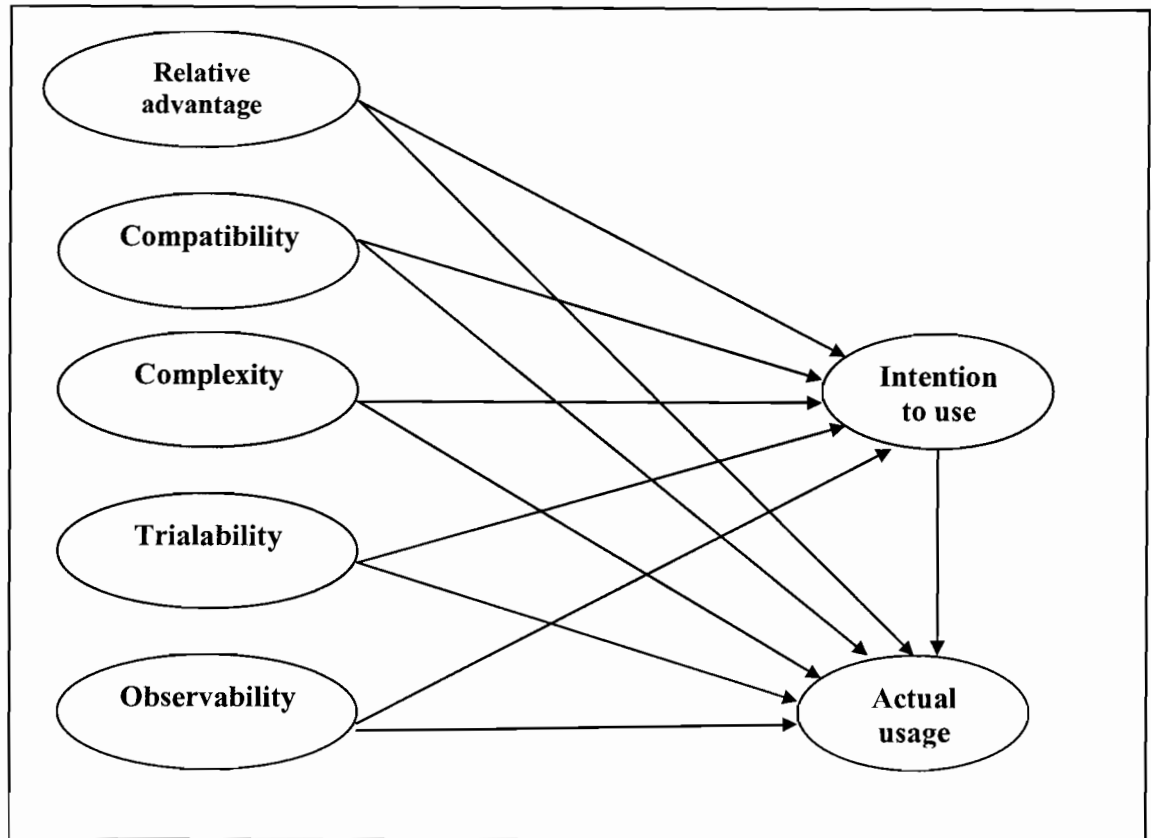 Relative
advantage
Compatibility
Complexity
Trialability
Observability
Intention
to use
Actual
usage